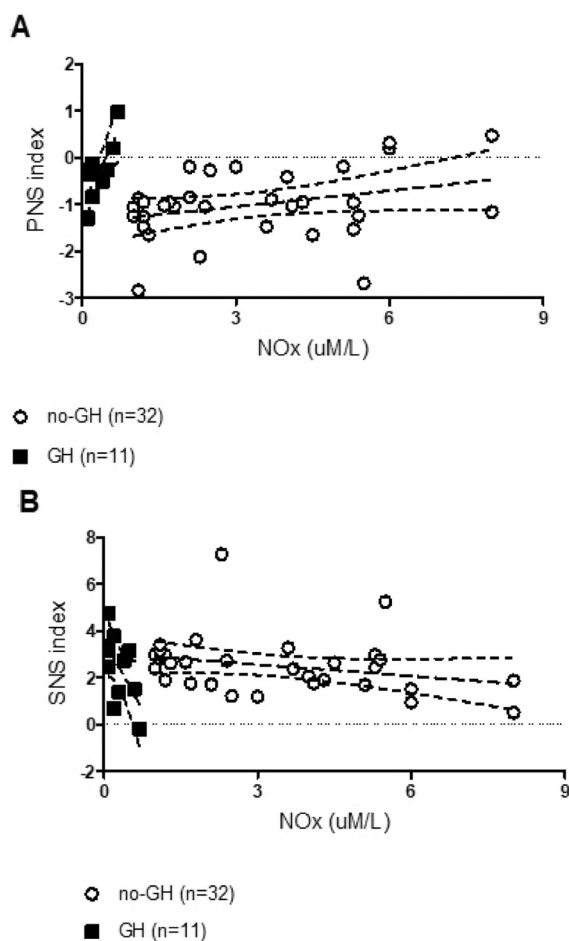 A
2
1
0
-1
-2
-3
PNS index
0
3
6
9
NOx (uM/L)
no-GH (n=32)
GH (n=11)
B
8
6
4
2
0
-2
SNS index
0
3
6
9
NOx (uM/L)
no-GH (n=32)
GH (n=11)